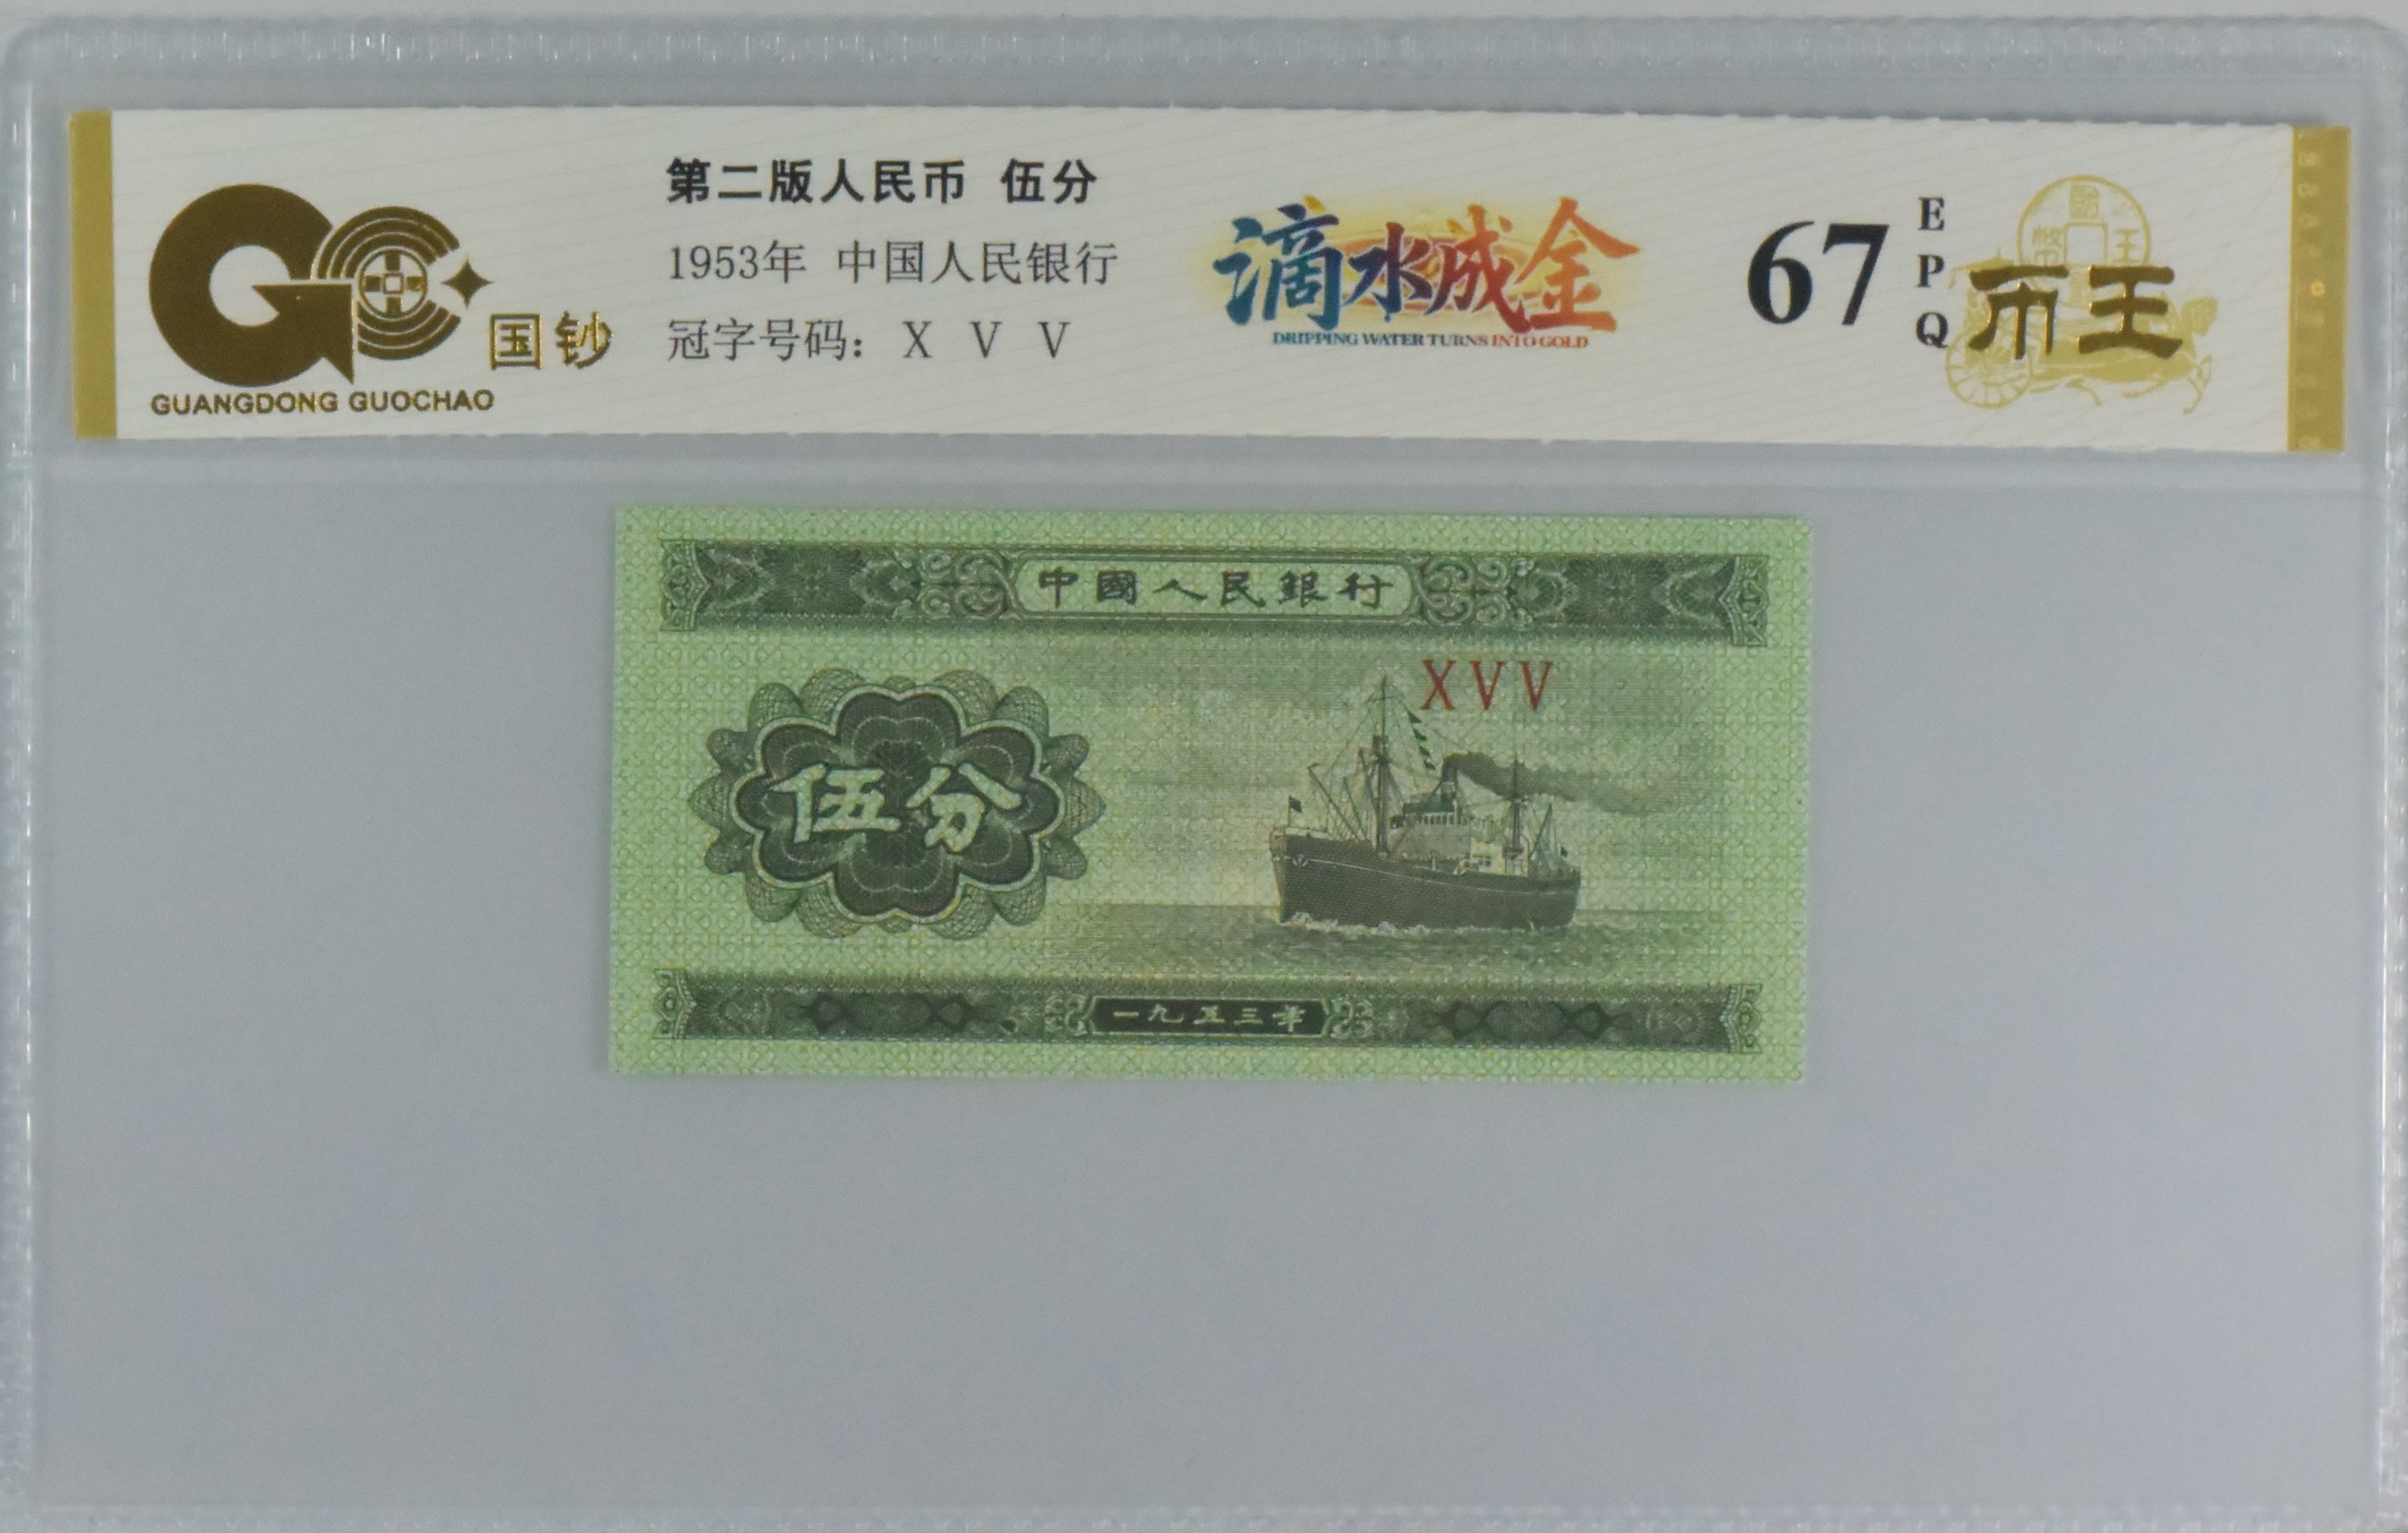 第二版人民币 伍分
1953年 中国人民银行
冠字号码: X V V
国钞
GUANGDONG GUOCHAO
滴水成金
DRIPPING WATER TURNS INTO GOLD
67
E
P
Q
币王
中國人民銀行
XVV
伍分
一九五三年